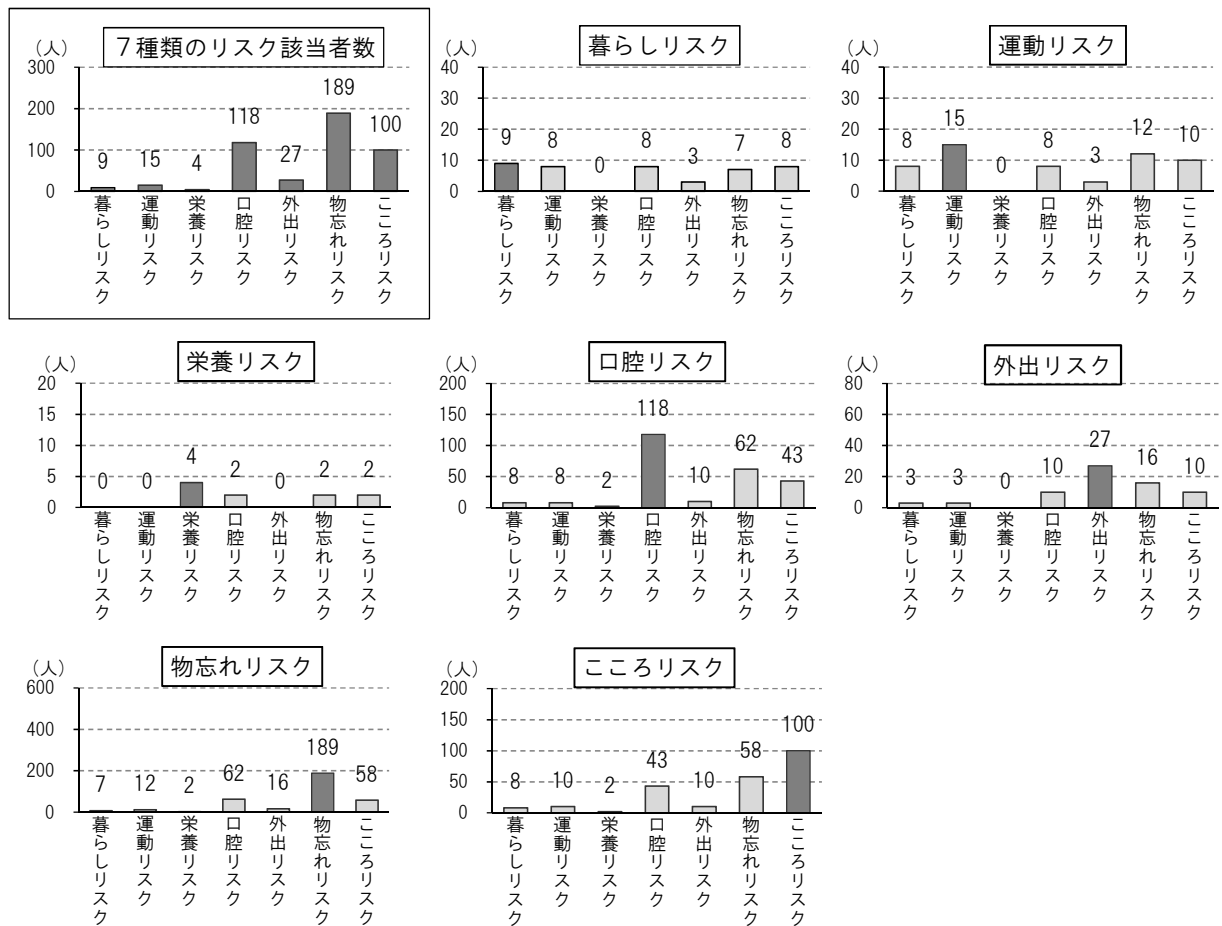 7種類のリスク該当者数
(人)
300
200
100
0
9
15
4
118
27
189
100
暮らしリスク
運動リスク
栄養リスク
口腔リスク
外出リスク
物忘れリスク
こころリスク
暮らしリスク
(人)
40
30
20
10
0
9
8
0
8
3
7
8
暮らしリスク
運動リスク
栄養リスク
口腔リスク
外出リスク
物忘れリスク
こころリスク
運動リスク
(人)
40
30
20
10
0
8
15
0
8
3
12
10
暮らしリスク
運動リスク
栄養リスク
口腔リスク
外出リスク
物忘れリスク
こころリスク
栄養リスク
(人)
20
15
10
5
0
0
0
4
2
0
2
2
暮らしリスク
運動リスク
栄養リスク
口腔リスク
外出リスク
物忘れリスク
こころリスク
口腔リスク
(人)
200
150
100
50
0
8
8
2
118
10
62
43
暮らしリスク
運動リスク
栄養リスク
口腔リスク
外出リスク
物忘れリスク
こころリスク
外出リスク
(人)
80
60
40
20
0
3
3
0
10
27
16
10
暮らしリスク
運動リスク
栄養リスク
口腔リスク
外出リスク
物忘れリスク
こころリスク
物忘れリスク
(人)
600
400
200
0
7
12
2
62
16
189
58
暮らしリスク
運動リスク
栄養リスク
口腔リスク
外出リスク
物忘れリスク
こころリスク
こころリスク
(人)
200
150
100
50
0
8
10
2
43
10
58
100
暮らしリスク
運動リスク
栄養リスク
口腔リスク
外出リスク
物忘れリスク
こころリスク